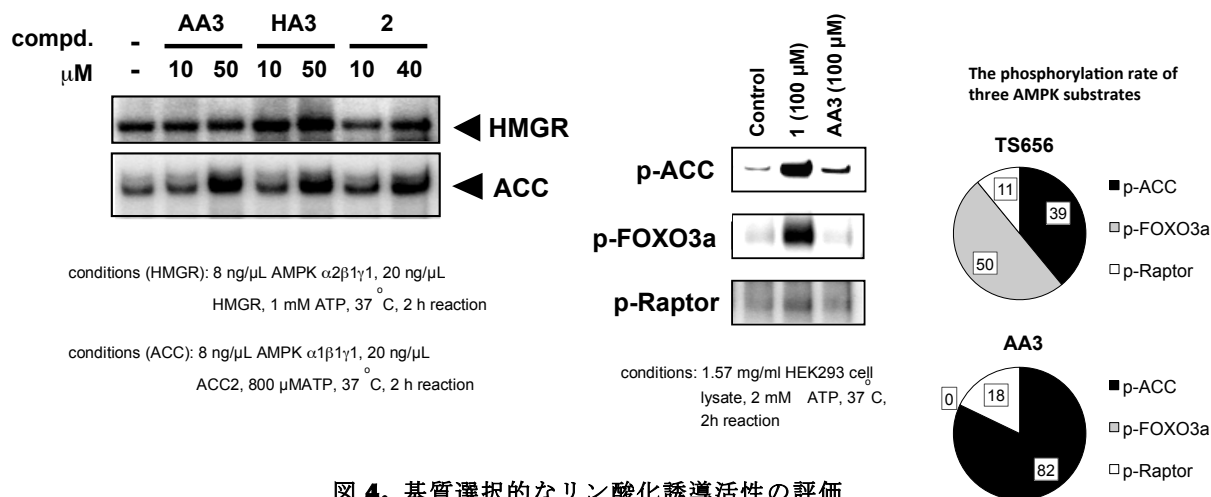 compd. - AA3 HA3 2
μM - 10 50 10 50 10 40
HMGR
ACC
conditions (HMGR): 8 ng/μL AMPK α2β1γ1, 20 ng/μL
HMGR, 1 mM ATP, 37 °C, 2 h reaction
conditions (ACC): 8 ng/μL AMPK α1β1γ1, 20 ng/μL
ACC2, 800 μMATP, 37 °C, 2 h reaction
Control
1 (100 μM)
AA3 (100 μM)
p-ACC
p-FOXO3a
p-Raptor
conditions: 1.57 mg/ml HEK293 cell
lysate, 2 mM ATP, 37 °C,
2h reaction
The phosphorylation rate of
three AMPK substrates
TS656
11
39
50
p-ACC
p-FOXO3a
p-Raptor
AA3
0
18
82
p-ACC
p-FOXO3a
p-Raptor
図 4. 基質選択的なリン酸化誘導活性の評価